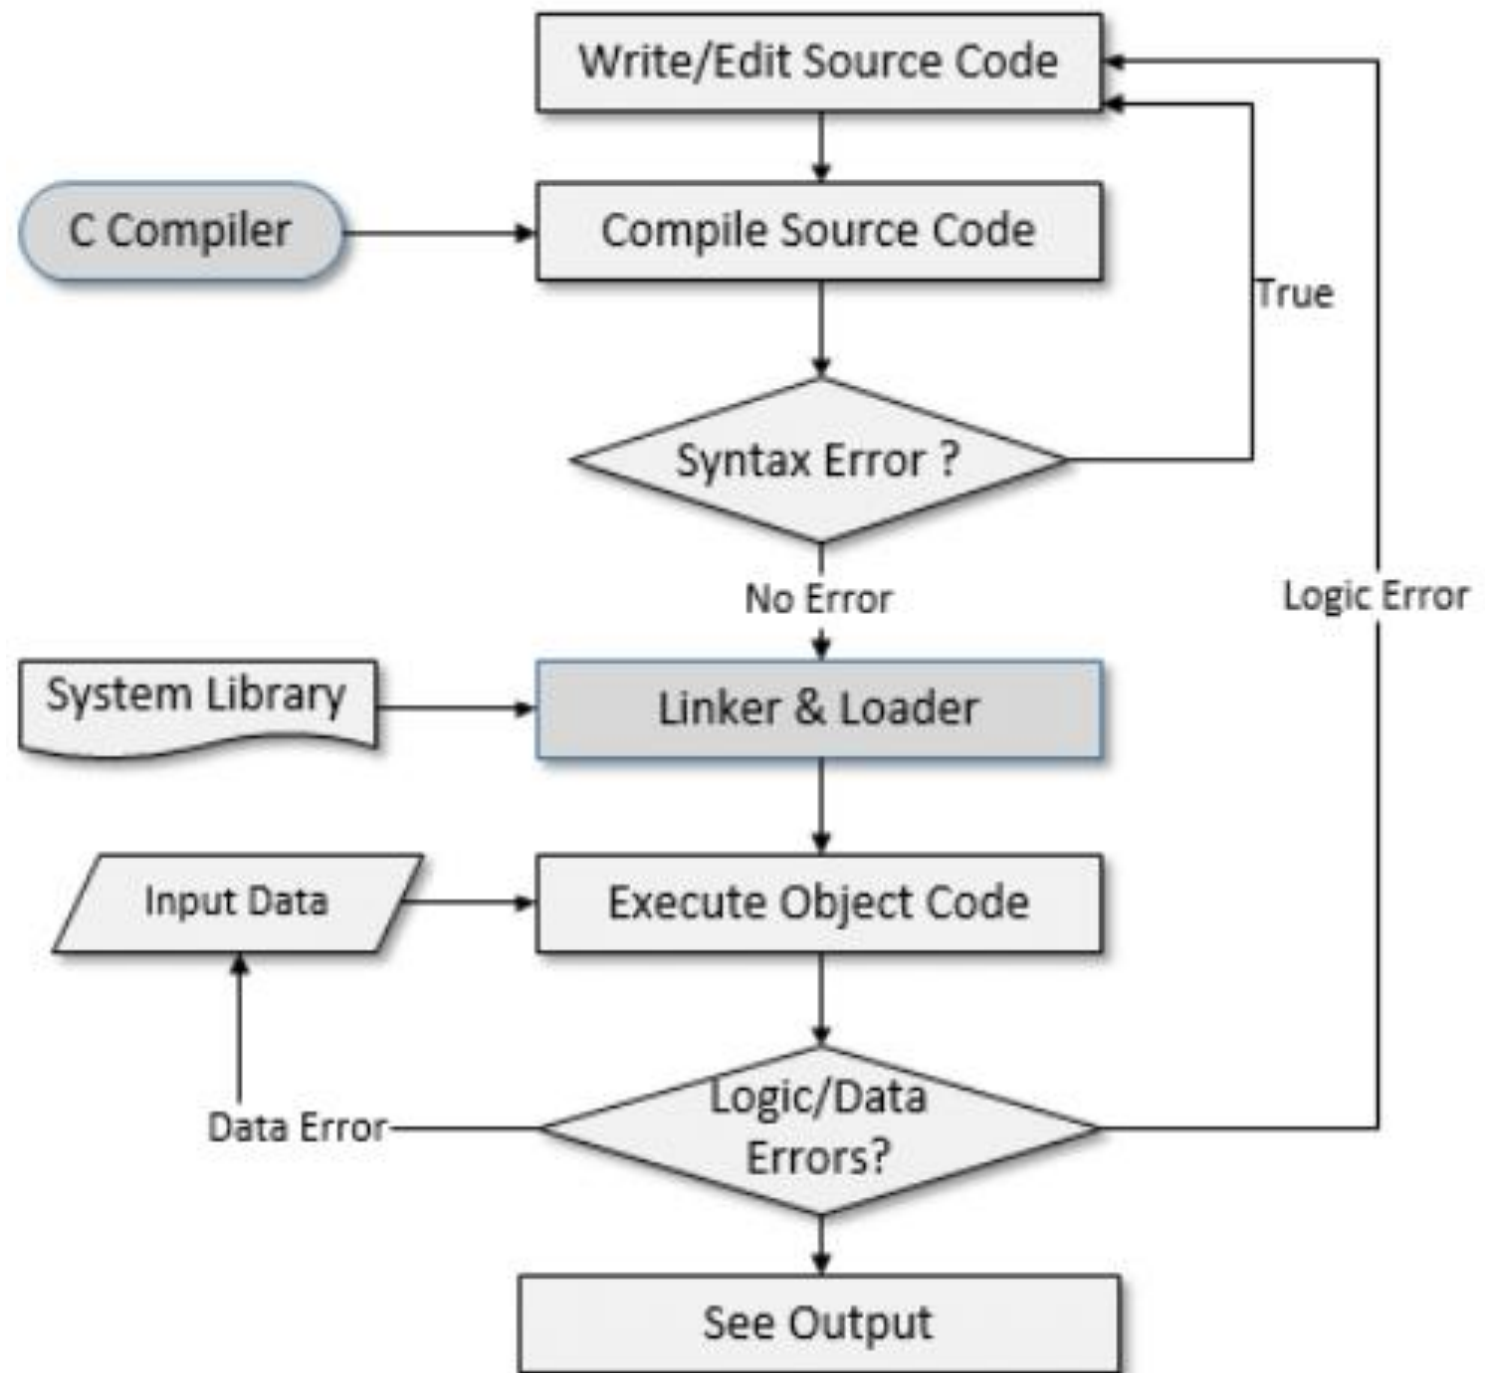 Write/Edit Source Code
C Compiler
Compile Source Code
True
Syntax Error ?
No Error
Logic Error
System Library
Linker & Loader
Input Data
Execute Object Code
Logic/Data
Errors?
Data Error
See Output